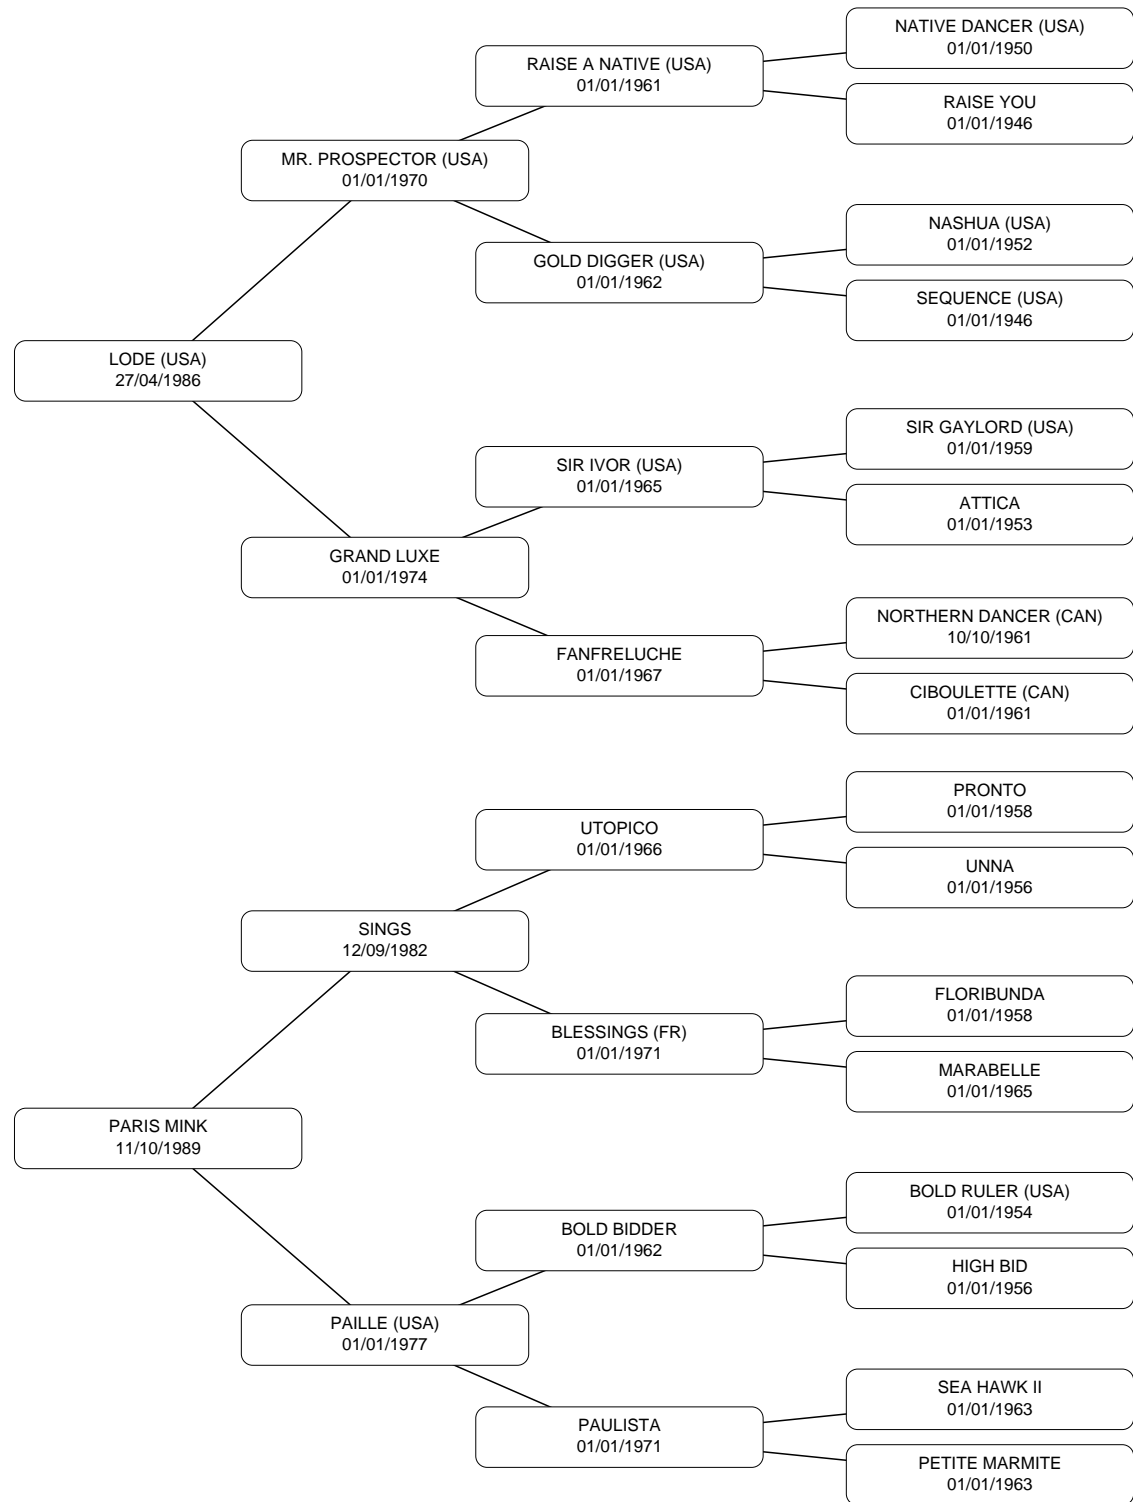 NATIVE DANCER (USA)
01/01/1950
RAISE A NATIVE (USA)
01/01/1961
RAISE YOU
01/01/1946
MR. PROSPECTOR (USA)
01/01/1970
NASHUA (USA)
01/01/1952
GOLD DIGGER (USA)
01/01/1962
SEQUENCE (USA)
01/01/1946
LODE (USA)
27/04/1986
SIR GAYLORD (USA)
01/01/1959
SIR IVOR (USA)
01/01/1965
ATTICA
01/01/1953
GRAND LUXE
01/01/1974
NORTHERN DANCER (CAN)
10/10/1961
FANFRELUCHE
01/01/1967
CIBOULETTE (CAN)
01/01/1961
PRONTO
01/01/1958
UTOPICO
01/01/1966
UNNA
01/01/1956
SINGS
12/09/1982
FLORIBUNDA
01/01/1958
BLESSINGS (FR)
01/01/1971
MARABELLE
01/01/1965
PARIS MINK
11/10/1989
BOLD RULER (USA)
01/01/1954
BOLD BIDDER
01/01/1962
HIGH BID
01/01/1956
PAILLE (USA)
01/01/1977
SEA HAWK II
01/01/1963
PAULISTA
01/01/1971
PETITE MARMITE
01/01/1963